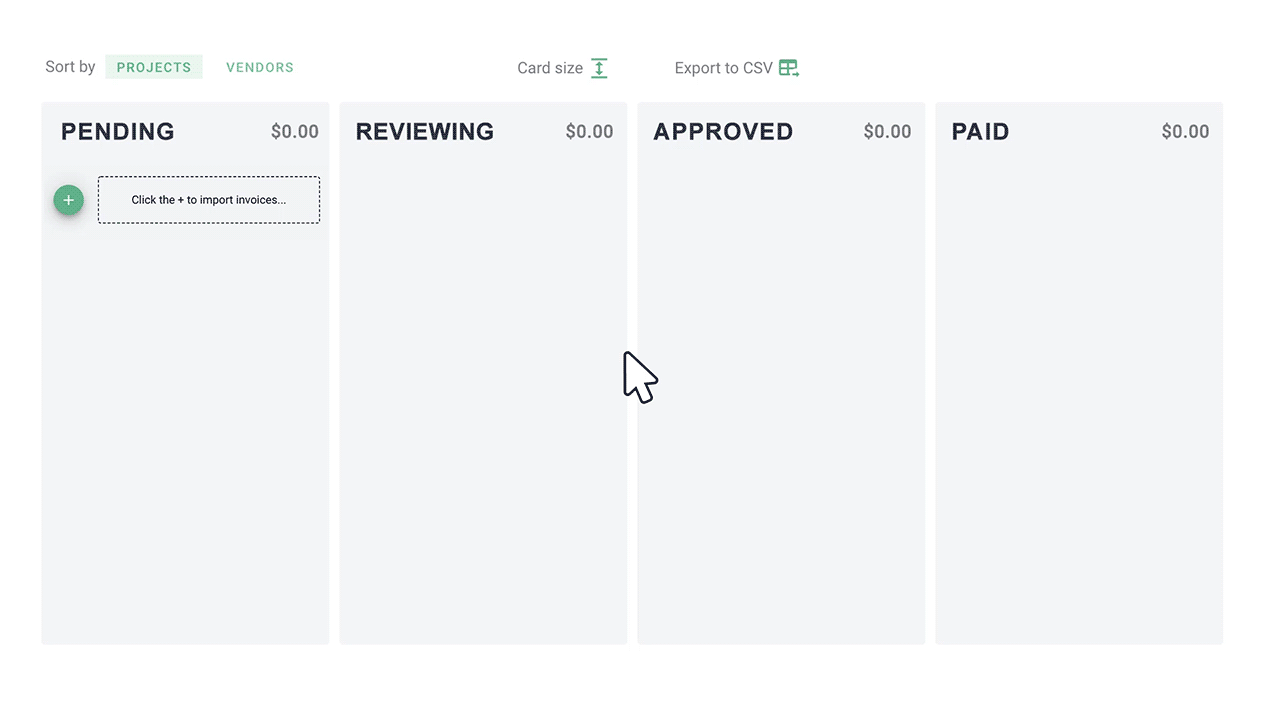 Sort by PROJECTS VENDORS Card size Export to CSV
PENDING $0.00 REVIEWING $0.00 APPROVED $0.00 PAID $0.00
+ Click the + to import invoices...